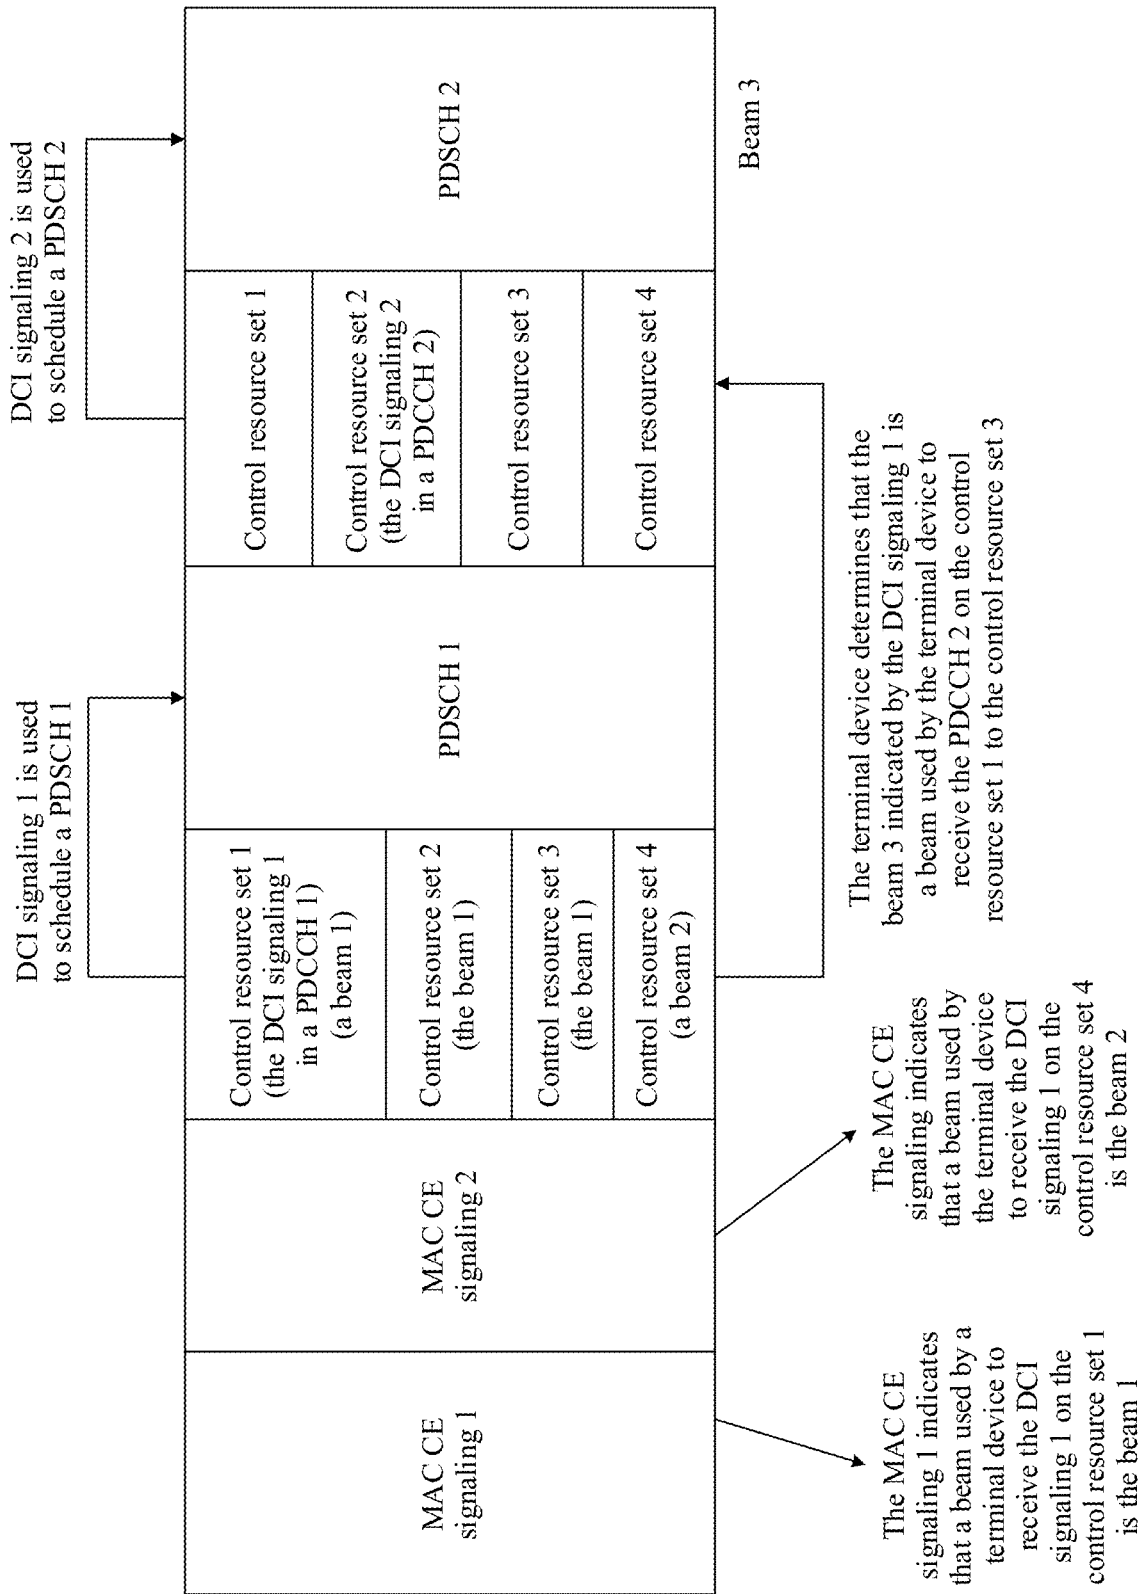 DCI signaling 1 is used
to schedule a PDSCH 1
DCI signaling 2 is used
to schedule a PDSCH 2
MAC CE
signaling 1
MAC CE
signaling 2
Control resource set 1
(the DCI signaling 1
in a PDCCH 1)
(a beam 1)
Control resource set 2
(the beam 1)
Control resource set 3
(the beam 1)
Control resource set 4
(a beam 2)
PDSCH 1
Control resource set 1
Control resource set 2
(the DCI signaling 2
in a PDCCH 2)
Control resource set 3
Control resource set 4
PDSCH 2
Beam 3
The MAC CE
signaling 1 indicates
that a beam used by a
terminal device to
receive the DCI
signaling 1 on the
control resource set 1
is the beam 1
The MAC CE
signaling indicates
that a beam used by
the terminal device
to receive the DCI
signaling 1 on the
control resource set 4
is the beam 2
The terminal device determines that the
beam 3 indicated by the DCI signaling 1 is
a beam used by the terminal device to
receive the PDCCH 2 on the control
resource set 1 to the control resource set 3